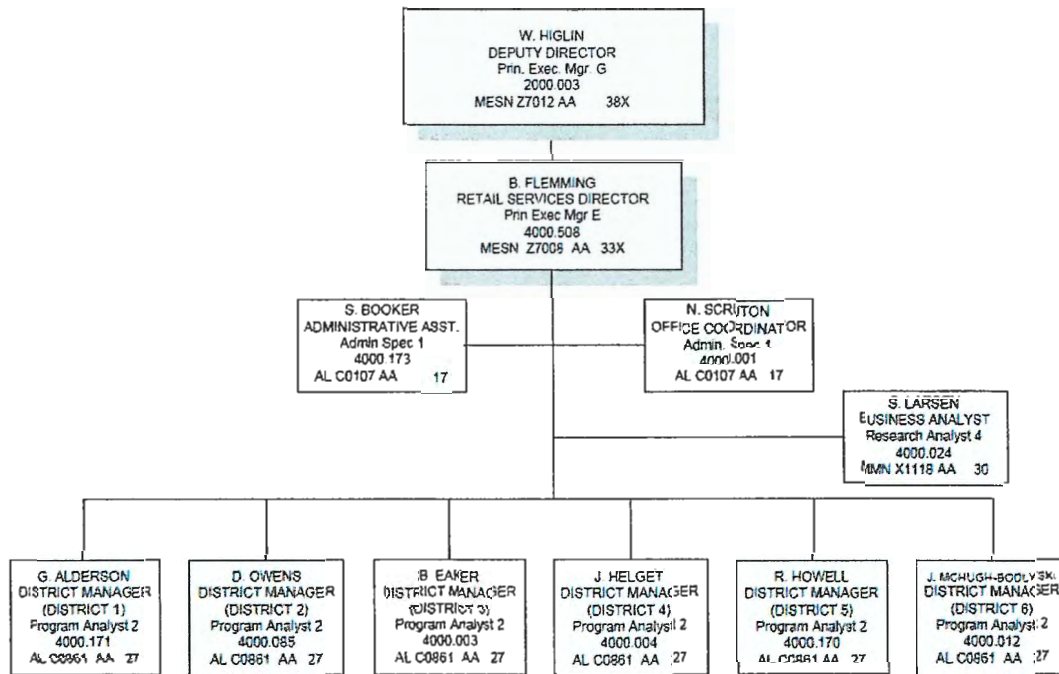 W. HIGLIN
DEPUTY DIRECTOR
Prin. Exec. Mgr. G
2000.003
MESN Z7012 AA 38X
B. FLEMMING
RETAIL SERVICES DIRECTOR
Prin Exec Mgr E
4000.508
MESN Z7008 AA 33X
S. BOOKER
ADMINISTRATIVE ASST.
Admin Spec 1
4000.173
AL C0107 AA 17
N. SCRUTON
OFFICE COORDINATOR
Admin. Spec 1
4000.001
AL C0107 AA 17
S. LARSEN
BUSINESS ANALYST
Research Analyst 4
4000.024
MMN X1118 AA 30
G. ALDERSON
DISTRICT MANAGER
(DISTRICT 1)
Program Analyst 2
4000.171
AL C0861 AA 27
D. OWENS
DISTRICT MANAGER
(DISTRICT 2)
Program Analyst 2
4000.085
AL C0861 AA 27
B EAKER
DISTRICT MANAGER
(DISTRICT 3)
Program Analyst 2
4000.003
AL C0861 AA 27
J. HELGET
DISTRICT MANAGER
(DISTRICT 4)
Program Analyst 2
4000.004
AL C0861 AA 27
R. HOWELL
DISTRICT MANAGER
(DISTRICT 5)
Program Analyst 2
4000.170
AL C0861 AA 27
J.
DISTRICT MANAGER
(DISTRICT 6)
Program Analyst 2
4000.012
AL C0861 AA 27